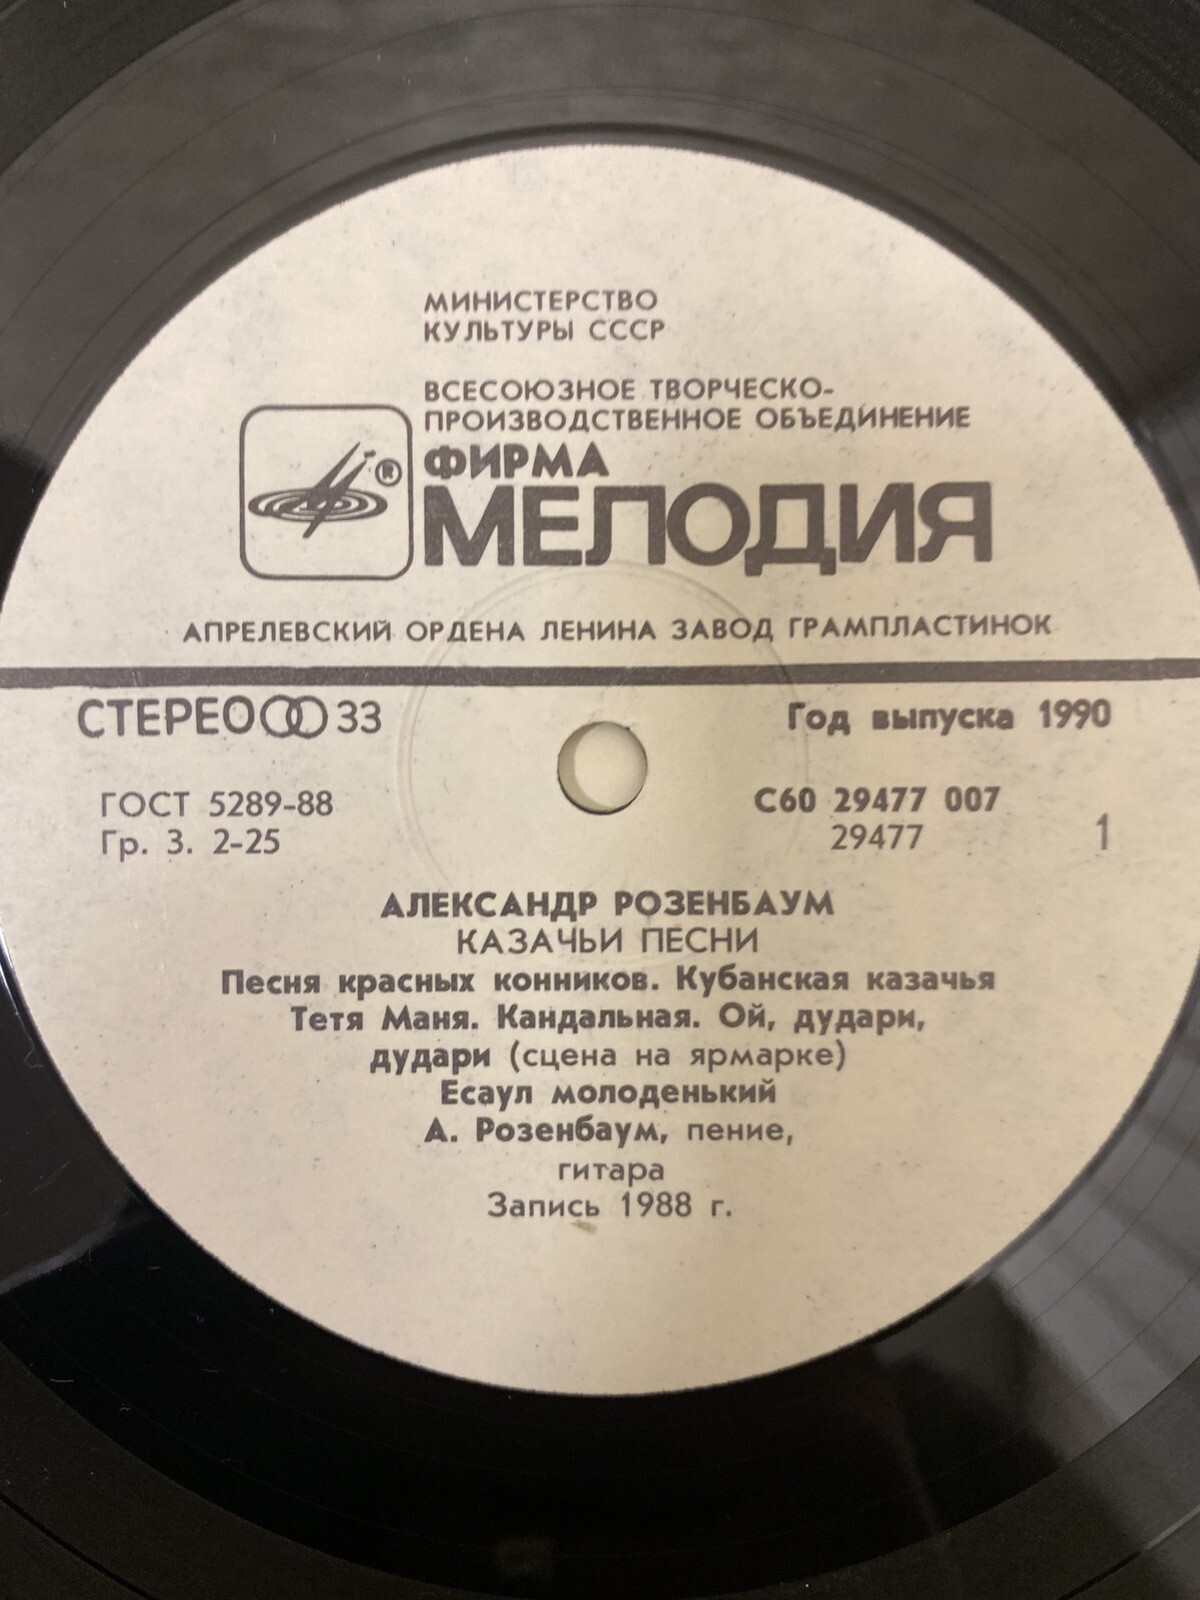 МИНИСТЕРСТВО
КУЛЬТУРЫ СССР
ВСЕСОЮЗНОЕ ТВОРЧЕСКО-
ПРОИЗВОДСТВЕННОЕ ОБЪЕДИНЕНИЕ
®
ФИРМА
МЕЛОДИЯ
АПРЕЛЕВСКИЙ ОРДЕНА ЛЕНИНА ЗАВОД ГРАМПЛАСТИНОК
СТЕРЕО 33
Год выпуска 1990
ГОСТ 5289-88
Гр. 3. 2-25
С60 29477 007
29477
1
АЛЕКСАНДР РОЗЕНБАУМ
КАЗАЧЬИ ПЕСНИ
Песня красных конников. Кубанская казачья
Тетя Маня. Кандальная. Ой, дудари,
дудари (сцена на ярмарке)
Есаул молоденький
А. Розенбаум, пение,
гитара
Запись 1988 г.